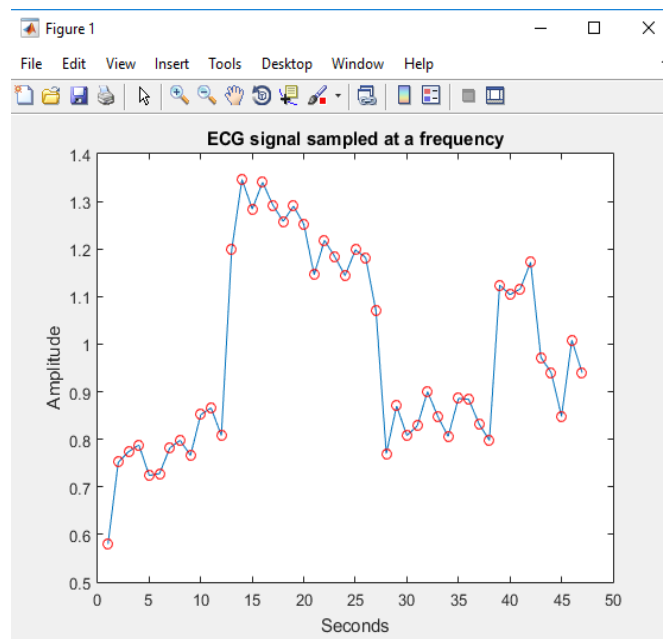 Figure 1
File Edit View Insert Tools Desktop Window Help
ECG signal sampled at a frequency
1.4
1.3
1.2
1.1
1
0.9
0.8
0.7
0.6
0.5
Amplitude
0 5 10 15 20 25 30 35 40 45 50
Seconds